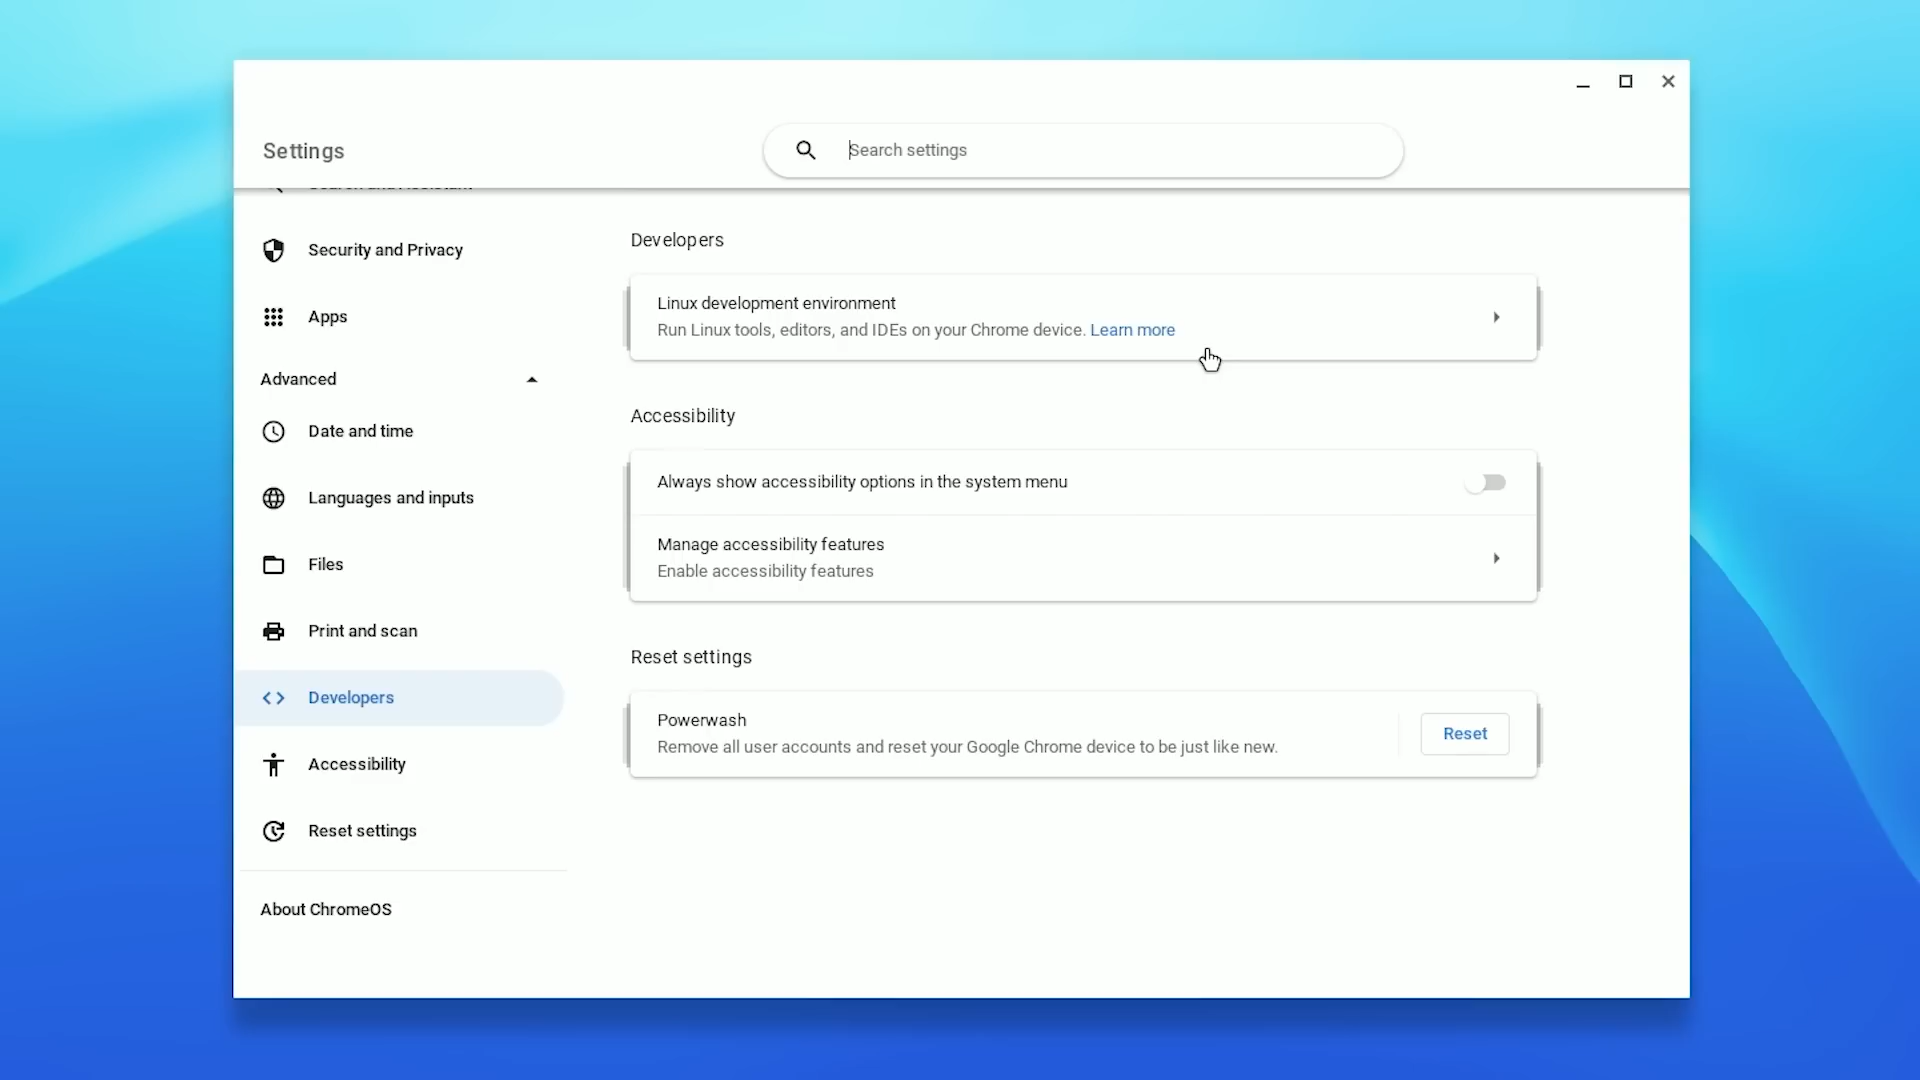 Settings
Search settings
Security and Privacy
Apps
Advanced
Date and time
Languages and inputs
Files
Print and scan
Developers
Accessibility
Reset settings
About ChromeOS
Developers
Linux development environment
Run Linux tools, editors, and IDEs on your Chrome device. Learn more
Accessibility
Always show accessibility options in the system menu
Manage accessibility features
Enable accessibility features
Reset settings
Powerwash
Remove all user accounts and reset your Google Chrome device to be just like new.
Reset